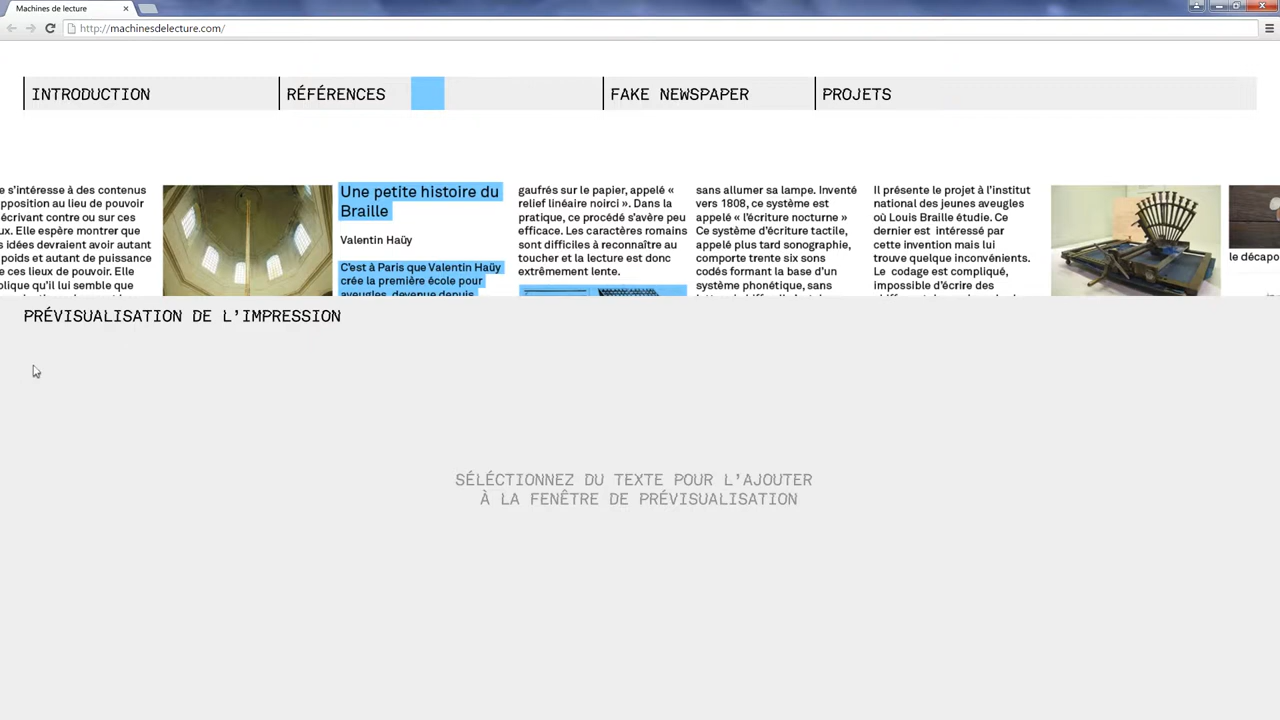 Machines de lecture
http://machinesdelecture.com/
INTRODUCTION
RÉFÉRENCES
FAKE NEWSPAPER
PROJETS
e s'intéresse à des contenus
pposition au lieu de pouvoir
écrivant contre ou sur ces
ux. Elle espère montrer que
s idées devraient avoir autant
poids et autant de puissance
e ces lieux de pouvoir. Elle
plique qu'il lui semble que
Une petite histoire du
Braille
Valentin Haüy
C'est à Paris que Valentin Haüy
crée la première école pour
aveugles, devenue depuis
gaufrés sur le papier, appelé «
relief linéaire noirci ». Dans la
pratique, ce procédé s'avère peu
efficace. Les caractères romains
sont difficiles à reconnaître au
toucher et la lecture est donc
extrêmement lente.
sans allumer sa lampe. Inventé
vers 1808, ce système est
appelé « l'écriture nocturne »
Ce système d'écriture tactile,
appelé plus tard sonographie,
comporte trente six sons
codés formant la base d'un
système phonétique, sans
Il présente le projet à l'institut
national des jeunes aveugles
où Louis Braille étudie. Ce
dernier est intéressé par
cette invention mais lui
trouve quelque inconvénients.
Le codage est compliqué,
impossible d'écrire des
le décapo
PRÉVISUALISATION DE L'IMPRESSION
SÉLÉCTIONNEZ DU TEXTE POUR L'AJOUTER
À LA FENÊTRE DE PRÉVISUALISATION